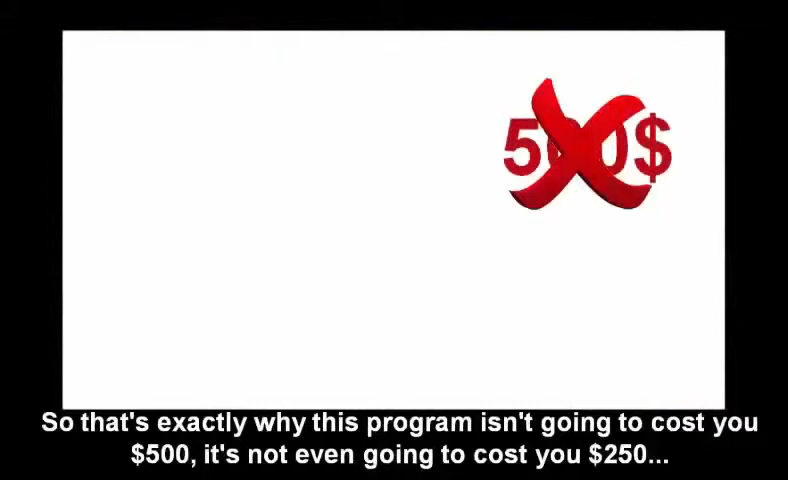 500$
So that's exactly why this program isn't going to cost you
$500, it's not even going to cost you $250...